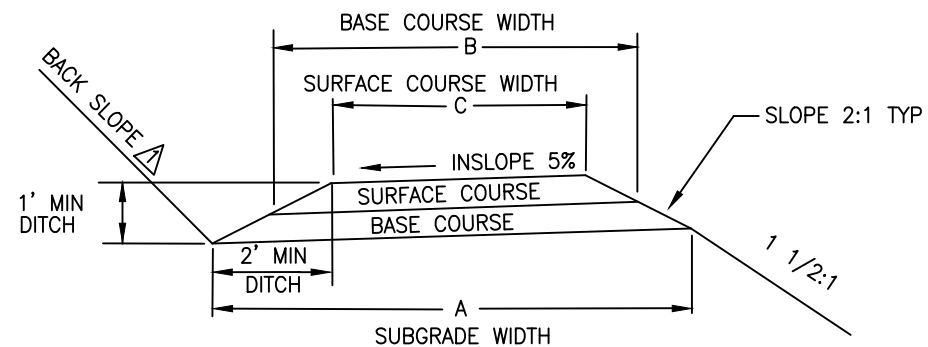 BASE COURSE WIDTH
B
BACK SLOPE 1
SURFACE COURSE WIDTH
C
SLOPE 2:1 TYP
INSLOPE 5%
1' MIN
DITCH
SURFACE COURSE
BASE COURSE
2' MIN
DITCH
1 1/2:1
A
SUBGRADE WIDTH